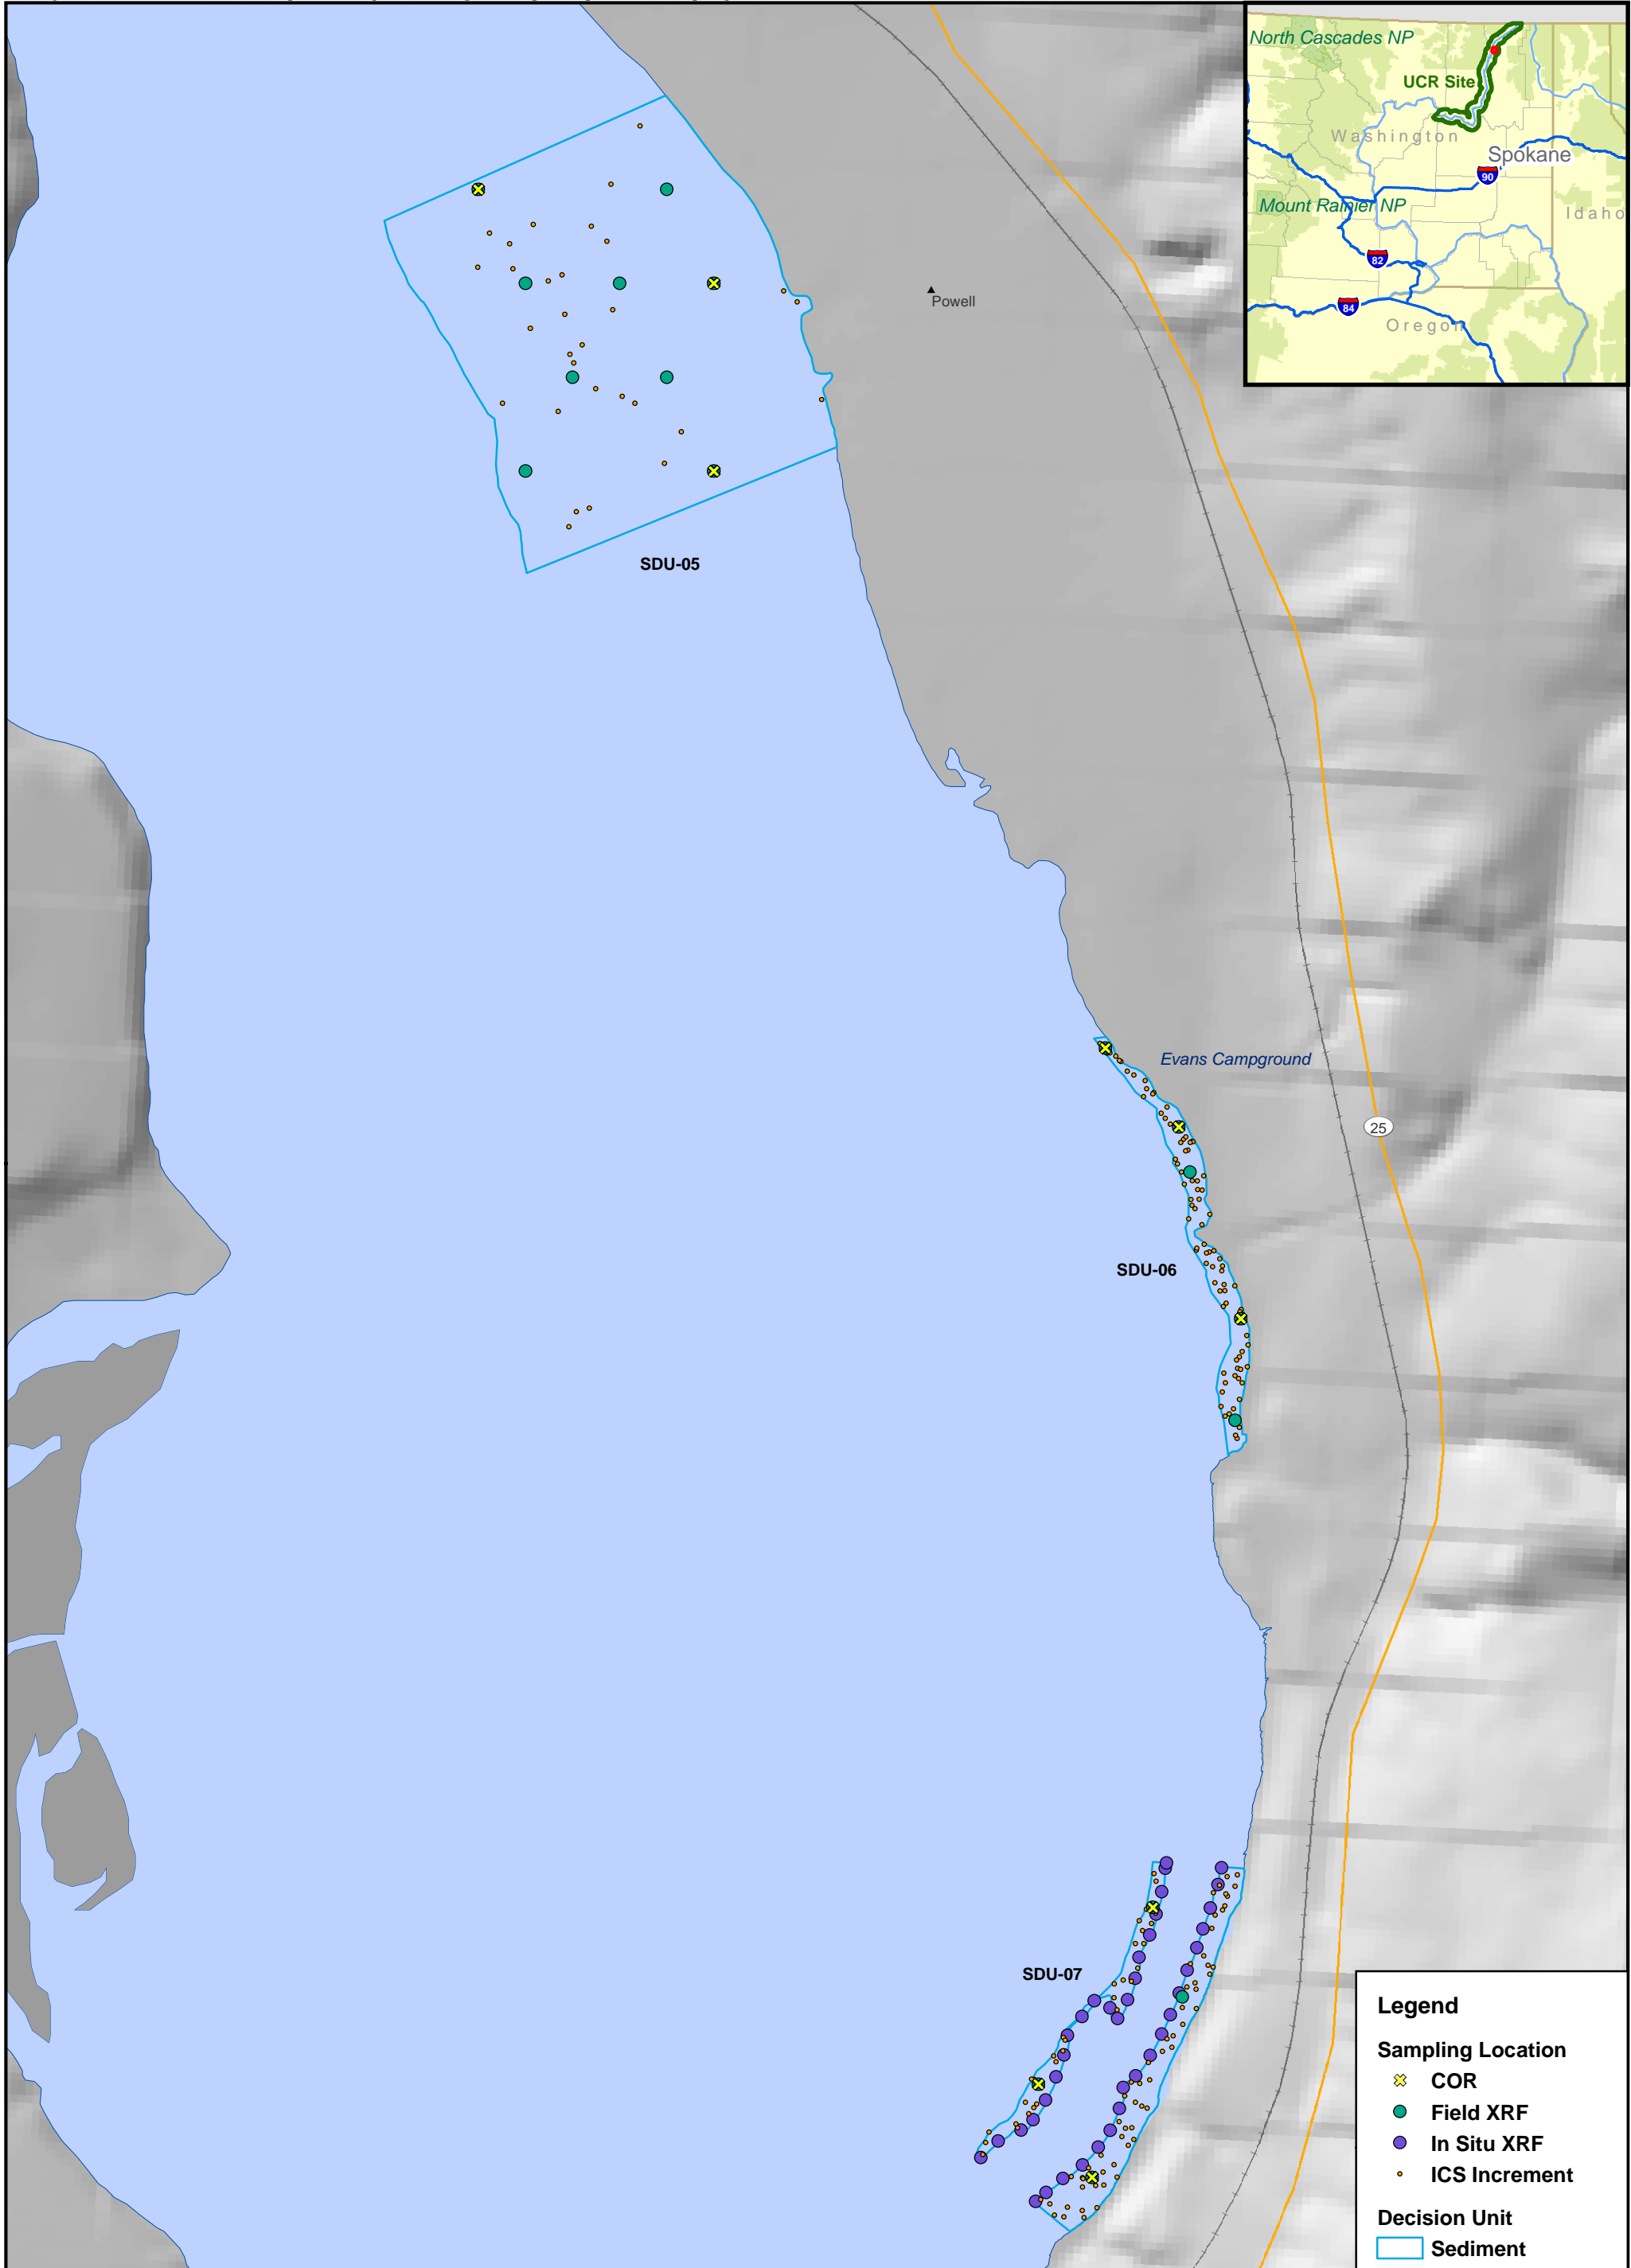 North Cascades NP
UCR Site
Washington
Spokane
90
Mount Rainier NP
Idaho
82
84
Oregon
Powell
SDU-05
Evans Campground
25
SDU-06
SDU-07
Legend
Sampling Location
COR
Field XRF
In Situ XRF
ICS Increment
Decision Unit
Sediment